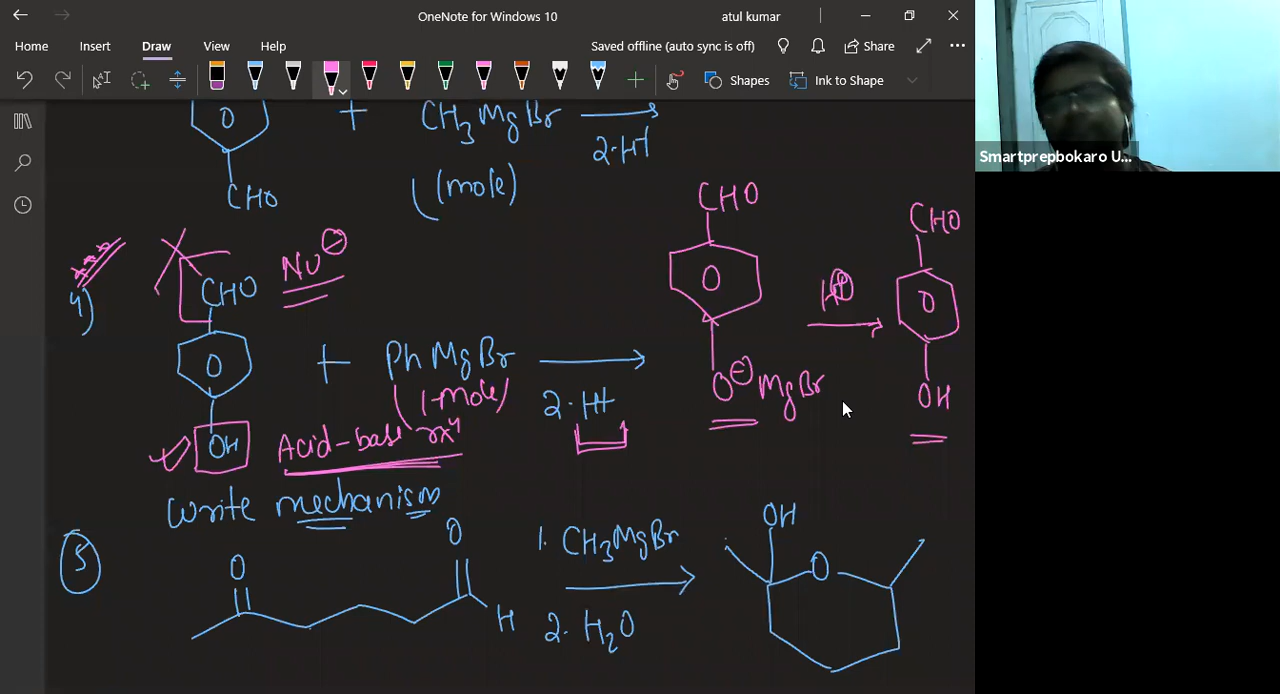 OneNote for Windows 10
atul kumar
Home Insert Draw View Help
Saved offline (auto sync is off)
Share
Shapes
Ink to Shape
Smartprepbokaro U...
+ CH3MgBr
2·H+
CHO
(1mole)
4)
CHO
Nu⊖
+ PhMgBr
(1-mole)
2·H+
OH
Acid-base rxn
CHO
O⊖MgBr
H⊕
CHO
OH
Write mechanism
5
O
O
H
1. CH3MgBr
2· H2O
OH
O